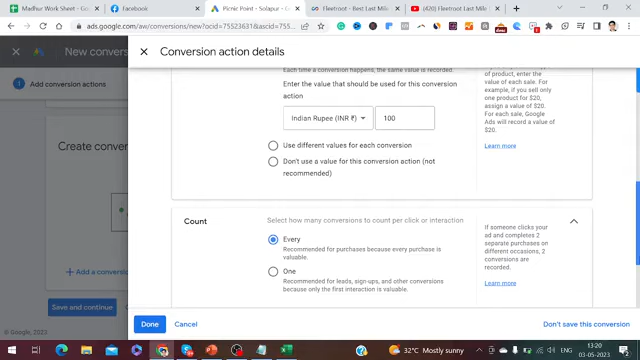 Madhur Work Sheet - G
Facebook
Picnic Point - Solapur - G
Fleetroot - Best Last Mile
(420) Fleetroot Last Mil
ads.google.com/aw/conversions/new?ocid=75523631&ascid=755
New conver
Conversion action details
Add conversion actions
Each time a conversion happens, the same value is recorded.
Enter the value that should be used for this conversion
action
Indian Rupee (INR ₹)
100
Use different values for each conversion
Don't use a value for this conversion action (not
recommended)
of product, enter the
value of each sale. For
example, if you sell only
one product for $20,
assign a value of $20.
For each sale, Google
Ads will record a value of
$20.
Learn more
Create conversi
+ Add a conversio
Save and continue
© Google, 2023
Count
Select how many conversions to count per click or interaction
Every
Recommended for purchases because every purchase is
valuable.
One
Recommended for leads, sign-ups, and other conversions
because only the first interaction is valuable.
If someone clicks your
ad and completes 2
separate purchases on
different occasions, 2
conversions are
recorded.
Learn more
Done
Cancel
Don't save this conversion
32°C Mostly sunny
ENG
13:20
03-05-2023